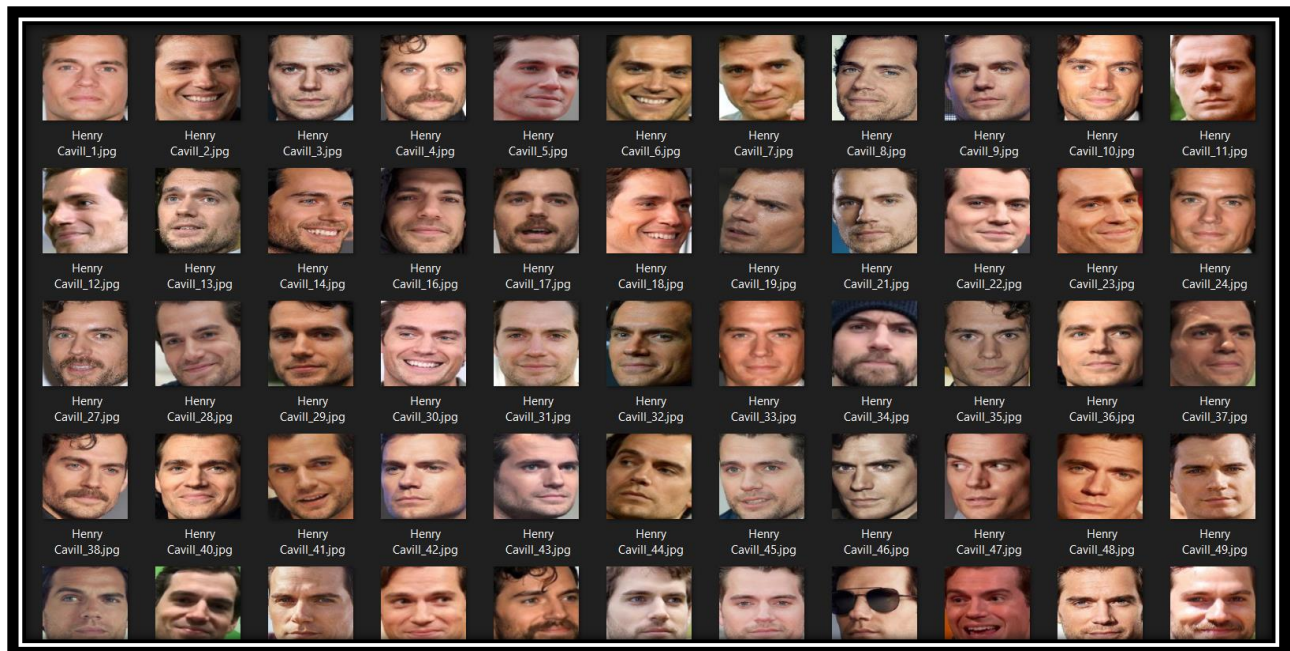 Henry
Cavill_1.jpg
Henry
Cavill_2.jpg
Henry
Cavill_3.jpg
Henry
Cavill_4.jpg
Henry
Cavill_5.jpg
Henry
Cavill_6.jpg
Henry
Cavill_7.jpg
Henry
Cavill_8.jpg
Henry
Cavill_9.jpg
Henry
Cavill_10.jpg
Henry
Cavill_11.jpg
Henry
Cavill_12.jpg
Henry
Cavill_13.jpg
Henry
Cavill_14.jpg
Henry
Cavill_16.jpg
Henry
Cavill_17.jpg
Henry
Cavill_18.jpg
Henry
Cavill_19.jpg
Henry
Cavill_21.jpg
Henry
Cavill_22.jpg
Henry
Cavill_23.jpg
Henry
Cavill_24.jpg
Henry
Cavill_27.jpg
Henry
Cavill_28.jpg
Henry
Cavill_29.jpg
Henry
Cavill_30.jpg
Henry
Cavill_31.jpg
Henry
Cavill_32.jpg
Henry
Cavill_33.jpg
Henry
Cavill_34.jpg
Henry
Cavill_35.jpg
Henry
Cavill_36.jpg
Henry
Cavill_37.jpg
Henry
Cavill_38.jpg
Henry
Cavill_40.jpg
Henry
Cavill_41.jpg
Henry
Cavill_42.jpg
Henry
Cavill_43.jpg
Henry
Cavill_44.jpg
Henry
Cavill_45.jpg
Henry
Cavill_46.jpg
Henry
Cavill_47.jpg
Henry
Cavill_48.jpg
Henry
Cavill_49.jpg